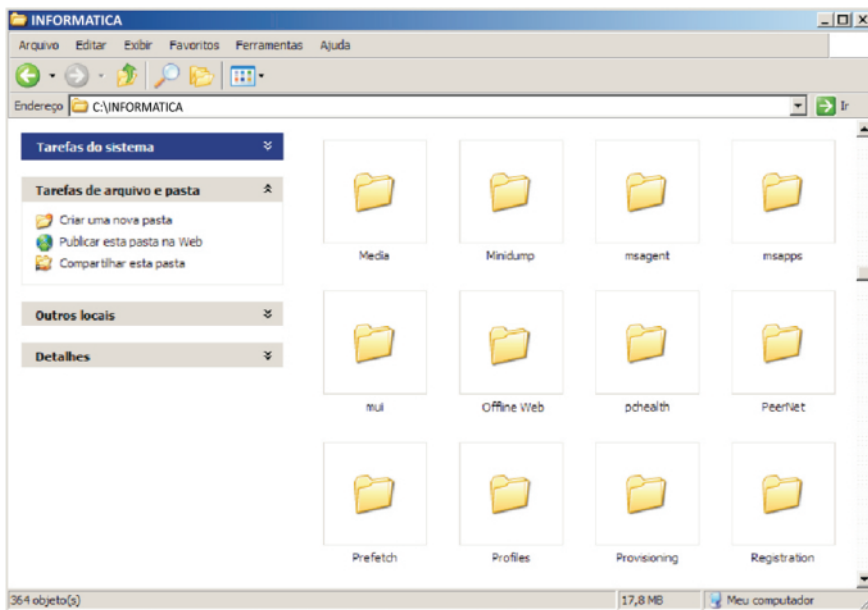 INFORMATICA
Arquivo Editar Exibir Favoritos Ferramentas Ajuda
Endereço C:\INFORMATICA Ir
Tarefas do sistema
Tarefas de arquivo e pasta
Criar uma nova pasta
Publicar esta pasta na Web
Compartilhar esta pasta
Outros locais
Detalhes
Media Minidump msagent msapps
mui Offline Web pchealth PeerNet
Prefetch Profiles Provisioning Registration
364 objeto(s) 17,8 MB Meu computador